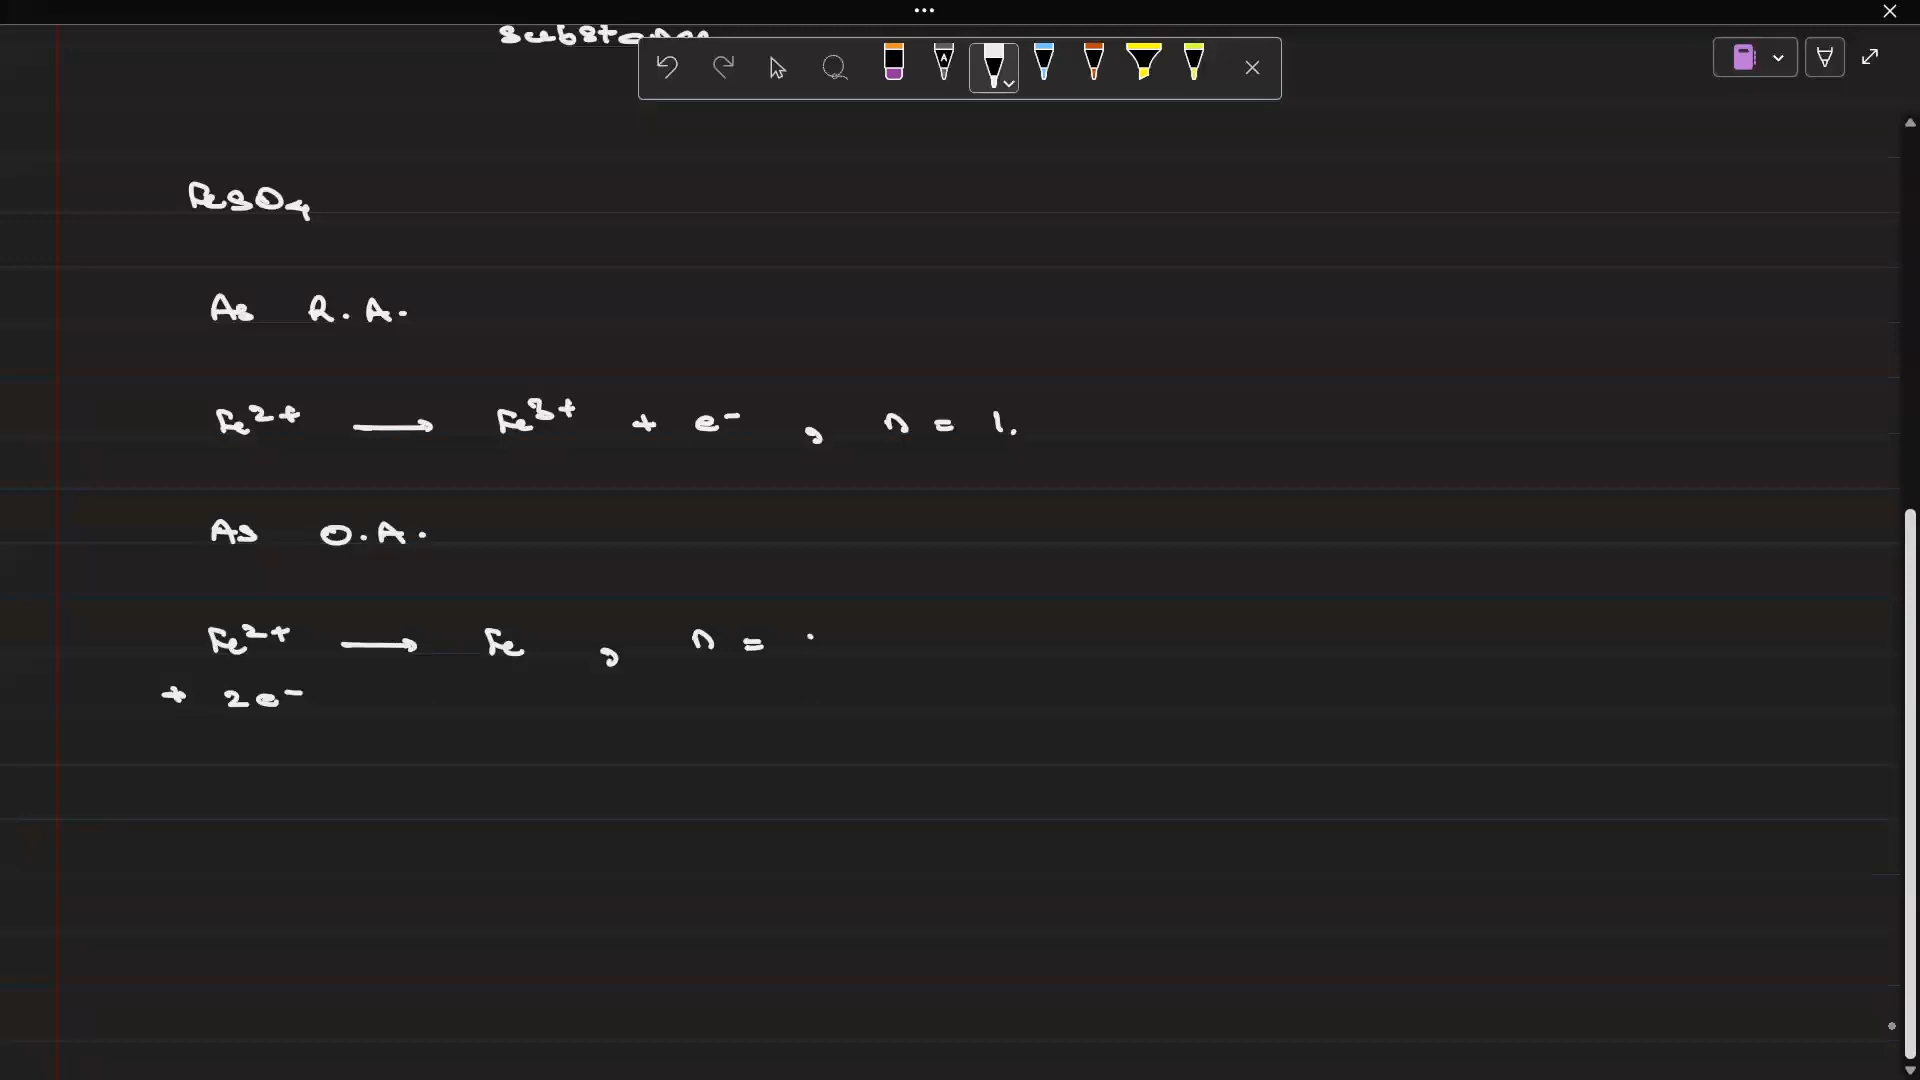 FeSO₄
As R.A.
Fe²⁺ ⟶ Fe³⁺ + e⁻ , n = 1.
As O.A.
Fe²⁺ ⟶ Fe , n =
+ 2e⁻